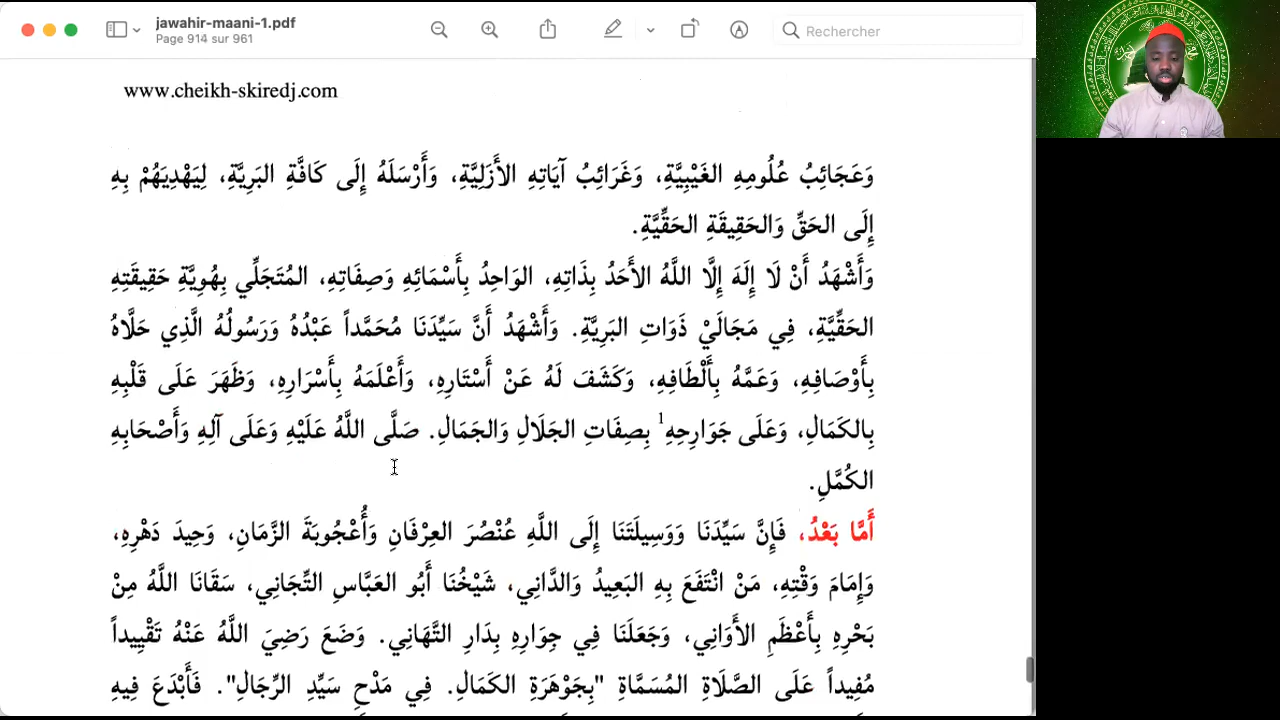 jawahir-maani-1.pdf
Page 914 sur 961
Rechercher
www.cheikh-skiredj.com
وَعَجَائِبُ عُلُومِهِ الغَيْبِيَّةِ، وَغَرَائِبُ آيَاتِهِ الأَزَلِيَّةِ، وَأَرْسَلَهُ إِلَى كَافَّةِ البَرِيَّةِ، لِيَهْدِيَهُمْ بِهِ
إِلَى الحَقِّ وَالحَقِيقَةِ الحَقِّيَّةِ.
وَأَشْهَدُ أَنْ لَا إِلَهَ إِلَّا اللَّهُ الأَحَدُ بِذَاتِهِ، الوَاحِدُ بِأَسْمَائِهِ وَصِفَاتِهِ، المُتَجَلِّي بِهُوِيَّةِ حَقِيقَتِهِ
الحَقِّيَّةِ، فِي مَجَالَيْ ذَوَاتِ البَرِيَّةِ. وَأَشْهَدُ أَنَّ سَيِّدَنَا مُحَمَّداً عَبْدُهُ وَرَسُولُهُ الَّذِي حَلَّاهُ
بِأَوْصَافِهِ، وَعَمَّهُ بِأَلْطَافِهِ، وَكَشَفَ لَهُ عَنْ أَسْتَارِهِ، وَأَعْلَمَهُ بِأَسْرَارِهِ، وَظَهَرَ عَلَى قَلْبِهِ
بِالكَمَالِ، وَعَلَى جَوَارِحِهِ¹ بِصِفَاتِ الجَلَالِ وَالجَمَالِ. صَلَّى اللَّهُ عَلَيْهِ وَعَلَى آلِهِ وَأَصْحَابِهِ
الكُمَّلِ.
أَمَّا بَعْدُ، فَإِنَّ سَيِّدَنَا وَوَسِيلَتَنَا إِلَى اللَّهِ عُنْصُرَ العِرْفَانِ وَأُعْجُوبَةَ الزَّمَانِ، وَحِيدَ دَهْرِهِ،
وَإِمَامَ وَقْتِهِ، مَنْ انْتَفَعَ بِهِ البَعِيدُ وَالدَّانِي، شَيْخُنَا أَبُو العَبَّاسِ التِّجَانِي، سَقَانَا اللَّهُ مِنْ
بَحْرِهِ بِأَعْظَمِ الأَوَانِي، وَجَعَلَنَا فِي جِوَارِهِ بِدَارِ التَّهَانِي. وَضَعَ رَضِيَ اللَّهُ عَنْهُ تَقْيِيداً
مُفِيداً عَلَى الصَّلَاةِ المُسَمَّاةِ "بِجَوْهَرَةِ الكَمَالِ. فِي مَدْحِ سَيِّدِ الرِّجَالِ". فَأَبْدَعَ فِيهِ